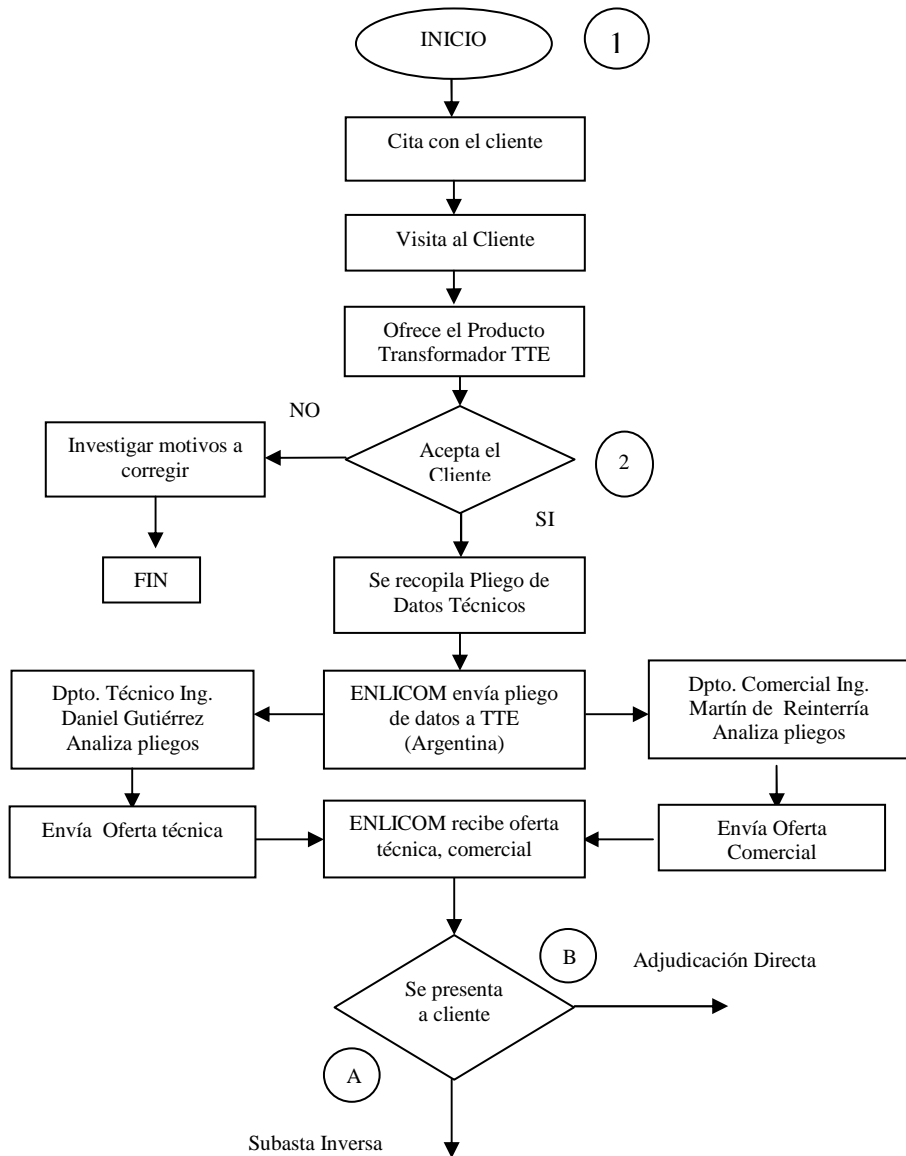 INICIO
1
Cita con el cliente
Visita al Cliente
Ofrece el Producto
Transformador TTE
NO
Investigar motivos a
corregir
Acepta el
Cliente
2
SI
FIN
Se recopila Pliego de
Datos Técnicos
Dpto. Técnico Ing.
Daniel Gutiérrez
Analiza pliegos
ENLICOM envía pliego
de datos a TTE
(Argentina)
Dpto. Comercial Ing.
Martín de Reinterría
Analiza pliegos
Envía Oferta técnica
ENLICOM recibe oferta
técnica, comercial
Envía Oferta
Comercial
B
Adjudicación Directa
Se presenta
a cliente
A
Subasta Inversa